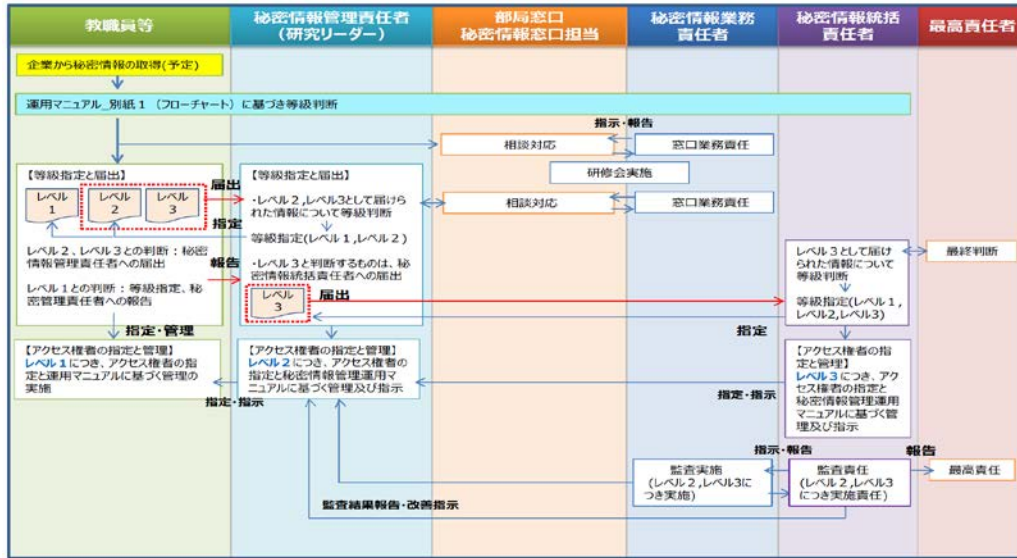 教職員等
秘密情報管理責任者
(研究リーダー)
部局窓口
秘密情報窓口担当
秘密情報業務
責任者
秘密情報統括
責任者
最高責任者
企業から秘密情報の取得(予定)
運用マニュアル_別紙1 (フローチャート)に基づき等級判断
指示・報告
相談対応
窓口業務責任
研修会実施
【等級指定と届出】
レベル
1
レベル
2
レベル
3
届出
指定
レベル2、レベル3との判断：秘密
情報管理責任者への届出
報告
レベル1との判断：等級指定、秘
密管理責任者への報告
【等級指定と届出】
・レベル2,レベル3として届けら
れた情報について等級判断
等級指定(レベル1,レベル2)
・レベル3と判断するものは、秘
密情報統括責任者への届出
レベル
3
届出
相談対応
窓口業務責任
レベル3として届け
られた情報について
等級判断
等級指定(レベル1,
レベル2,レベル3)
最終判断
指定・管理
指定
【アクセス権者の指定と管理】
レベル1につき、アクセス権者の指
定と運用マニュアルに基づく管理の
実施
【アクセス権者の指定と管理】
レベル2につき、アクセス権者の
指定と秘密情報管理運用マ
ニュアルに基づく管理及び指示
【アクセス権者の指
定と管理】
レベル3につき、アク
セス権者の指定と
秘密情報管理運用
マニュアルに基づく管
理及び指示
指定・指示
指定・指示
指示・報告
報告
監査実施
(レベル2,レベル3に
つき実施)
監査責任
(レベル2,レベル3
につき実施責任)
最高責任
監査結果報告・改善指示